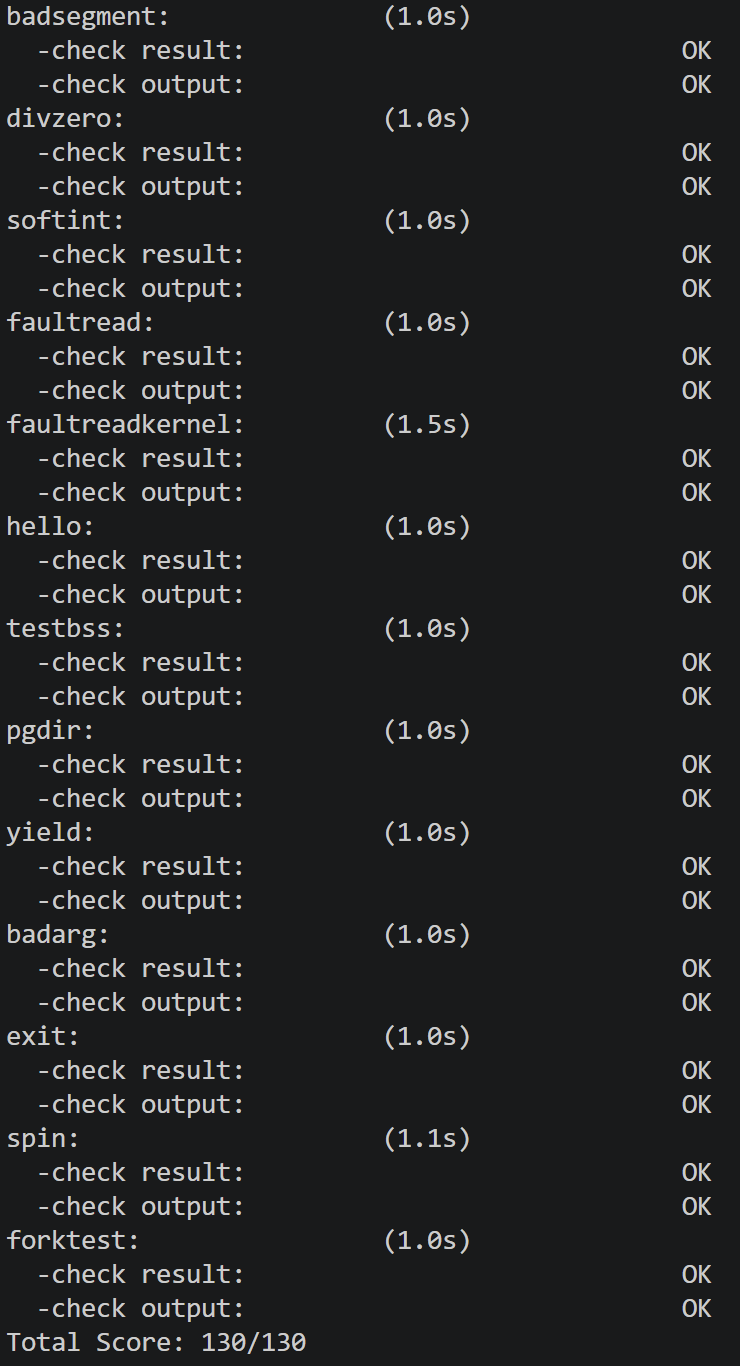 badsegment:                (1.0s)
  -check result:                             OK
  -check output:                             OK
divzero:                   (1.0s)
  -check result:                             OK
  -check output:                             OK
softint:                   (1.0s)
  -check result:                             OK
  -check output:                             OK
faultread:                 (1.0s)
  -check result:                             OK
  -check output:                             OK
faultreadkernel:           (1.5s)
  -check result:                             OK
  -check output:                             OK
hello:                     (1.0s)
  -check result:                             OK
  -check output:                             OK
testbss:                   (1.0s)
  -check result:                             OK
  -check output:                             OK
pgdir:                     (1.0s)
  -check result:                             OK
  -check output:                             OK
yield:                     (1.0s)
  -check result:                             OK
  -check output:                             OK
badarg:                    (1.0s)
  -check result:                             OK
  -check output:                             OK
exit:                      (1.0s)
  -check result:                             OK
  -check output:                             OK
spin:                      (1.1s)
  -check result:                             OK
  -check output:                             OK
forktest:                  (1.0s)
  -check result:                             OK
  -check output:                             OK
Total Score: 130/130